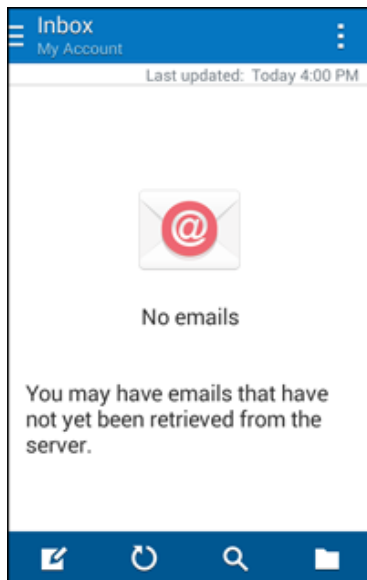 Inbox
My Account
Last updated: Today 4:00 PM
@
No emails
You may have emails that have
not yet been retrieved from the
server.